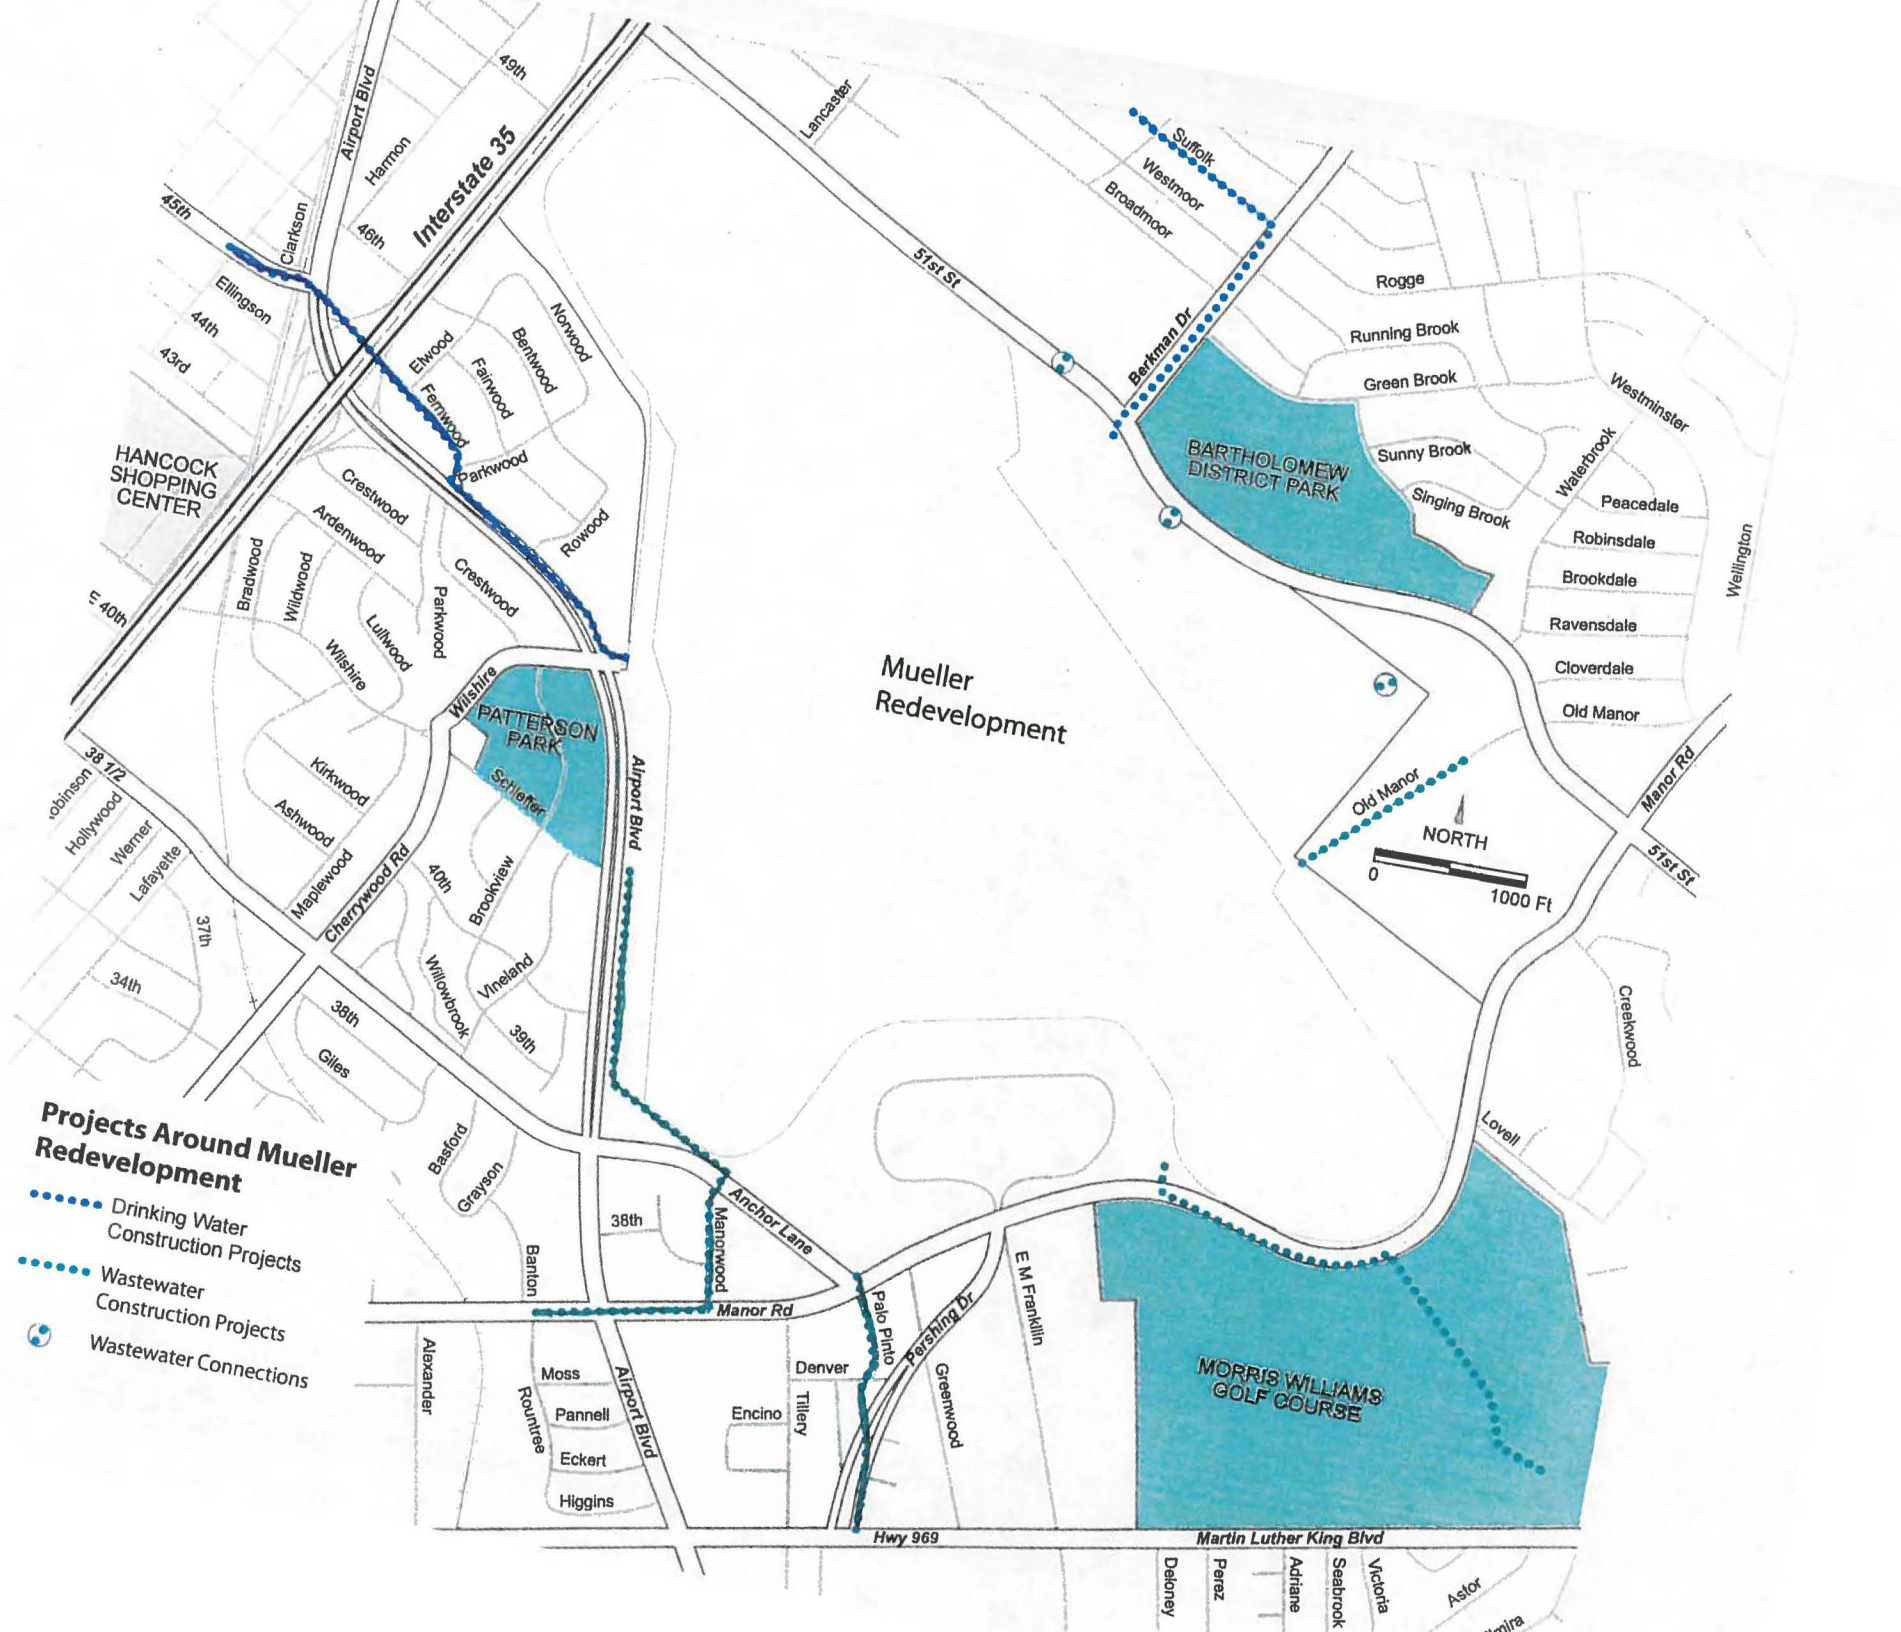 49th
Lancaster
Airport Blvd
Harmon
Interstate 35
Suffolk
Westmoor
Broadmoor
45th
Clarkson
46th
51st St
Rogge
Ellingson
44th
43rd
Norwood
Elwood
Bentwood
Fairwood
Fernwood
Parkwood
Rowood
Berkman Dr
Running Brook
Green Brook
Westminster
Sunny Brook
Waterbrook
Singing Brook
Peacedale
Robinsdale
Brookdale
Wellington
Ravensdale
Cloverdale
Old Manor
BARTHOLOMEW
DISTRICT PARK
HANCOCK
SHOPPING
CENTER
Crestwood
Ardenwood
Crestwood
Bradwood
Wildwood
Parkwood
Lullwood
Wilshire
E 40th
Wilshire
PATTERSON
PARK
Schieffer
Mueller
Redevelopment
Airport Blvd
38 1/2
Hollywood
Werner
Lafayette
Kirkwood
Ashwood
Maplewood
Cherrywood Rd
40th
Brookview
Old Manor
NORTH
0
1000 Ft
Manor Rd
51st St
37th
34th
38th
Giles
Willowbrook
Vineland
39th
Creekwood
Lovell
Basford
Grayson
Banton
38th
Manorwood
Anchor Lane
Manor Rd
Palo Pinto
Pershing Dr
E M Franklin
Greenwood
Projects Around Mueller
Redevelopment
Drinking Water
Construction Projects
Wastewater
Construction Projects
Wastewater Connections
Alexander
Moss
Pannell
Rountree
Eckert
Higgins
Airport Blvd
Denver
Encino
Tillery
MORRIS WILLIAMS
GOLF COURSE
Hwy 969
Martin Luther King Blvd
Deloney
Perez
Adriane
Seabrook
Victoria
Astor